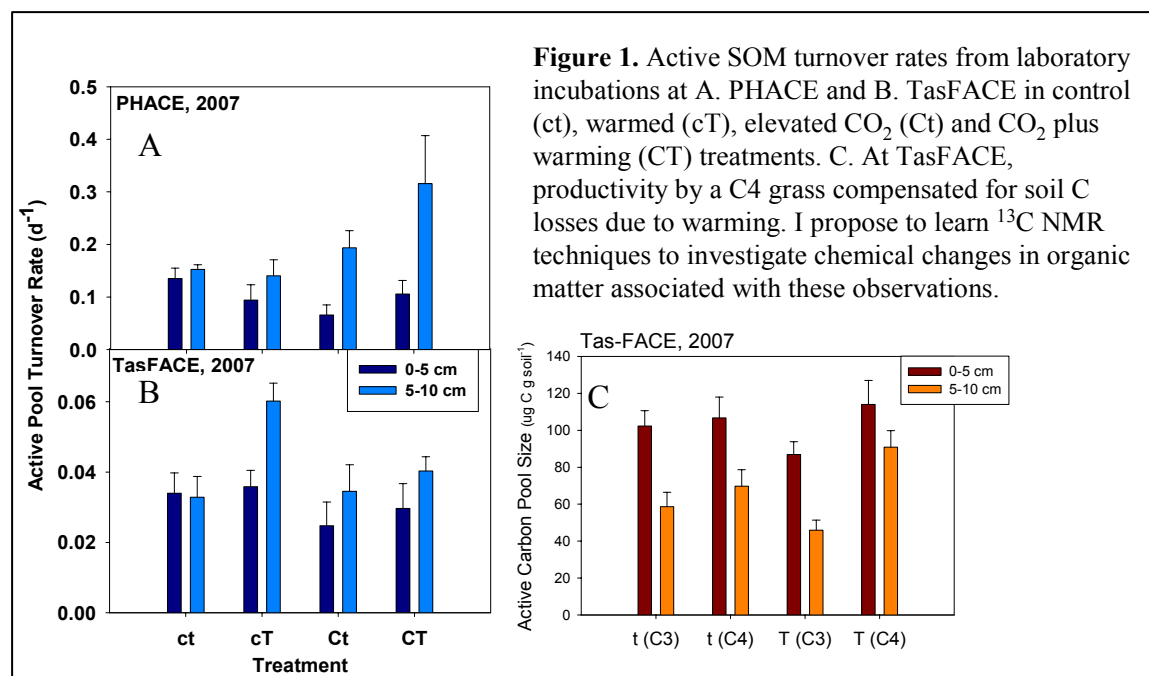 Figure 1. Active SOM turnover rates from laboratory
incubations at A. PHACE and B. TasFACE in control
(ct), warmed (cT), elevated CO₂ (Ct) and CO₂ plus
warming (CT) treatments. C. At TasFACE,
productivity by a C4 grass compensated for soil C
losses due to warming. I propose to learn ¹³C NMR
techniques to investigate chemical changes in organic
matter associated with these observations.
PHACE, 2007
A
0.5
0.4
0.3
0.2
0.1
0.0
Active Pool Turnover Rate (d⁻¹)
TasFACE, 2007
B
0-5 cm
5-10 cm
0.06
0.04
0.02
0.00
ct cT Ct CT
Treatment
Tas-FACE, 2007
C
0-5 cm
5-10 cm
Active Carbon Pool Size (ug C g soil⁻¹)
140
120
100
80
60
40
20
0
t (C3) t (C4) T (C3) T (C4)